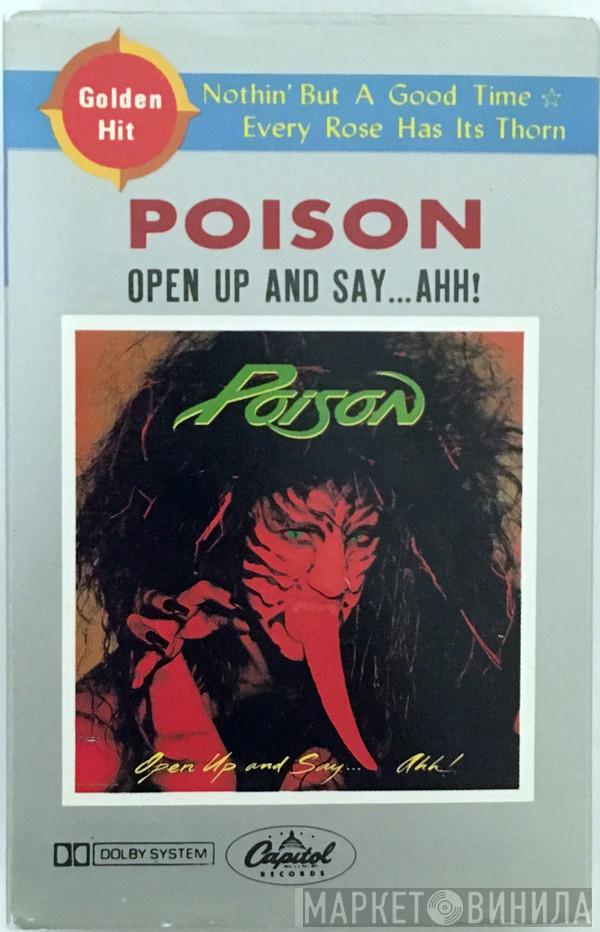 Golden
Hit
Nothin' But A Good Time ☆
Every Rose Has Its Thorn
POISON
OPEN UP AND SAY...AHH!
POISON
Open Up and Say... Ahh!
DOLBY SYSTEM
Capitol
RECORDS
МАРКЕТ ВИНИЛА